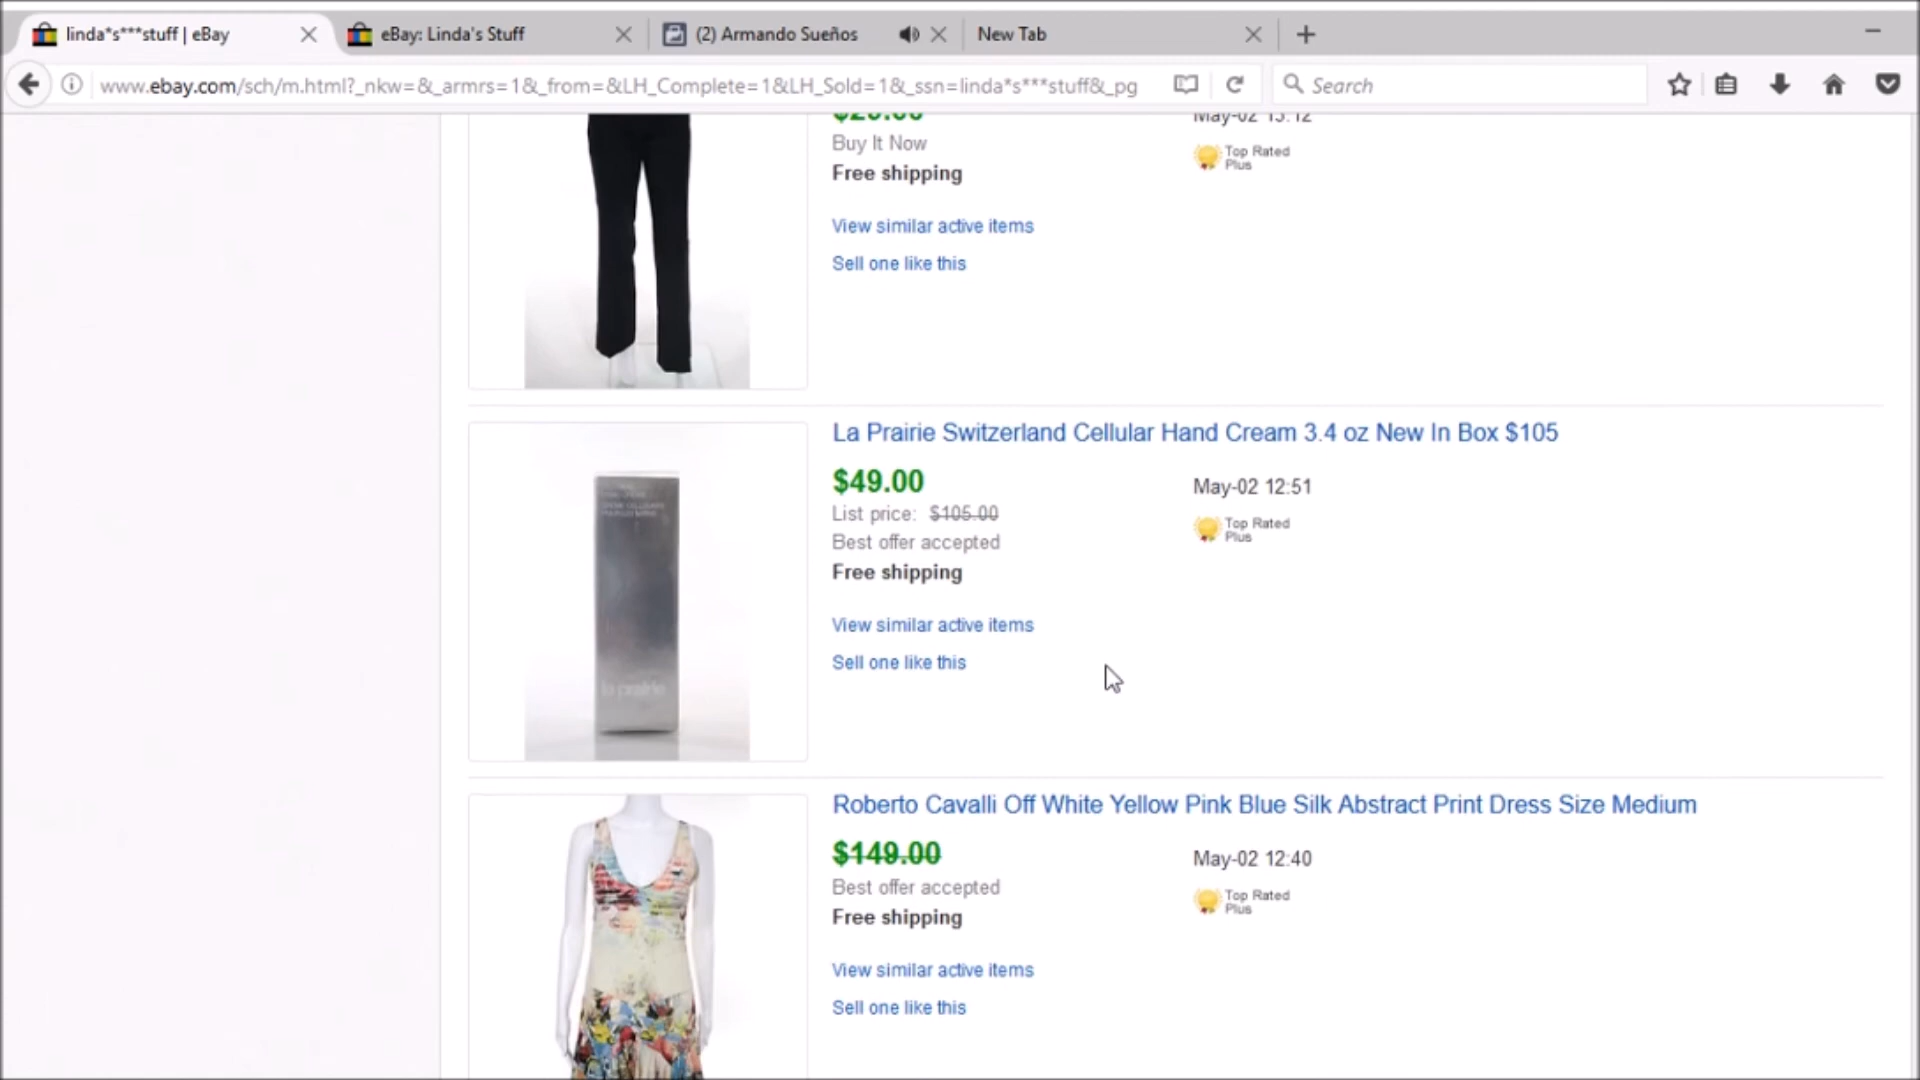 linda*s***stuff | eBay
eBay: Linda's Stuff
(2) Armando Sueños
New Tab
www.ebay.com/sch/m.html?_nkw=&_armrs=1&_from=&LH_Complete=1&LH_Sold=1&_ssn=linda*s***stuff&_pg
Search
Buy It Now
Free shipping
May-02 13:12
Top Rated
Plus
View similar active items
Sell one like this
La Prairie Switzerland Cellular Hand Cream 3.4 oz New In Box $105
$49.00
List price: $105.00
Best offer accepted
Free shipping
May-02 12:51
Top Rated
Plus
View similar active items
Sell one like this
la prairie
Roberto Cavalli Off White Yellow Pink Blue Silk Abstract Print Dress Size Medium
$149.00
Best offer accepted
Free shipping
May-02 12:40
Top Rated
Plus
View similar active items
Sell one like this